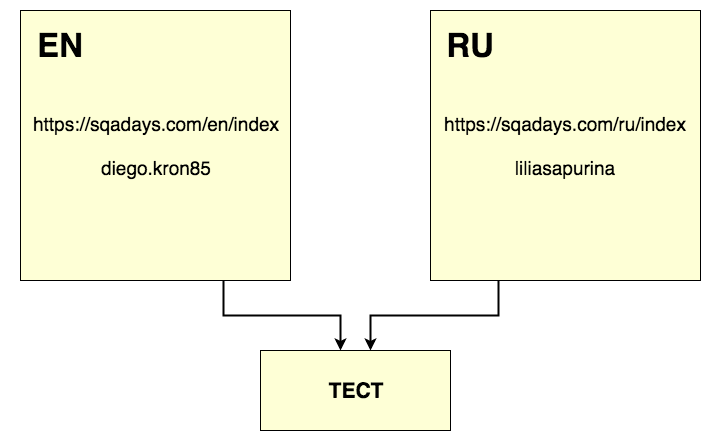 EN
https://sqadays.com/en/index
diego.kron85
RU
https://sqadays.com/ru/index
liliasapurina
ТЕСТ